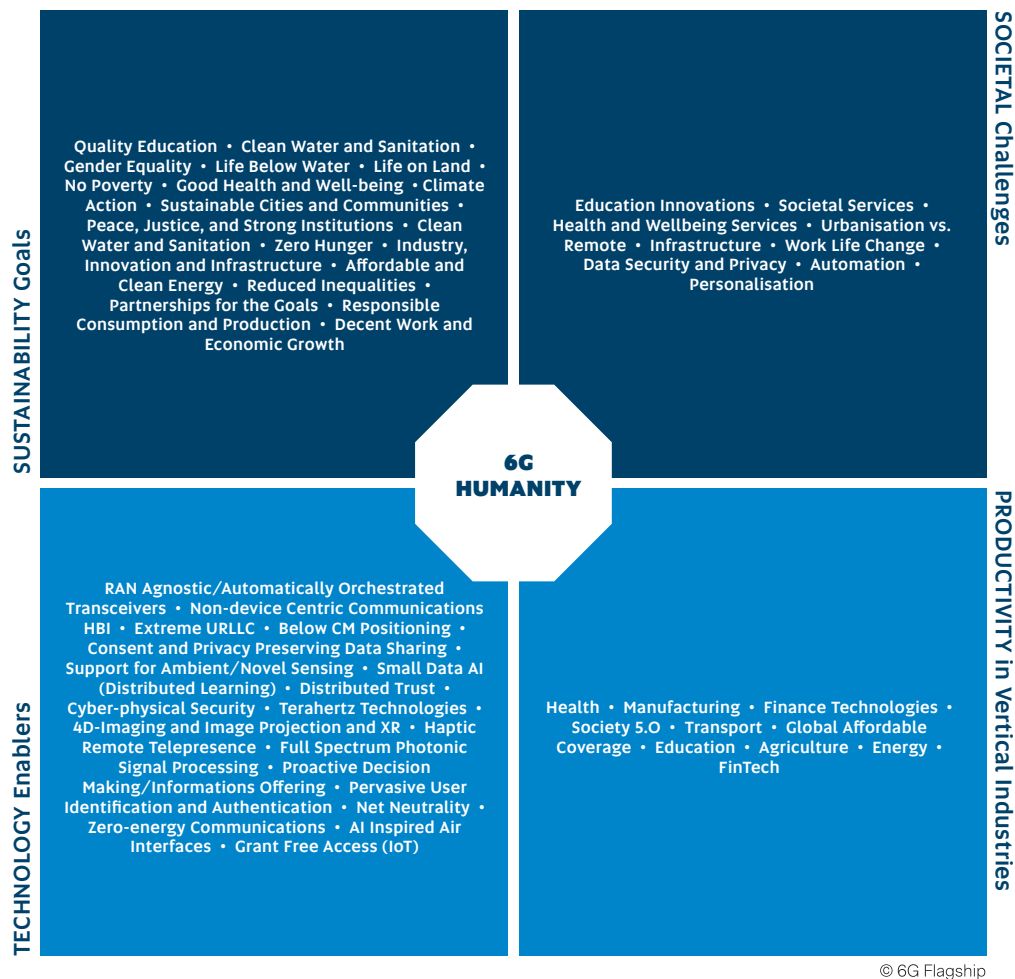 SUSTAINABILITY Goals
Quality Education • Clean Water and Sanitation •
Gender Equality • Life Below Water • Life on Land •
No Poverty • Good Health and Well-being • Climate
Action • Sustainable Cities and Communities •
Peace, Justice, and Strong Institutions • Clean
Water and Sanitation • Zero Hunger • Industry,
Innovation and Infrastructure • Affordable and
Clean Energy • Reduced Inequalities •
Partnerships for the Goals • Responsible
Consumption and Production • Decent Work and
Economic Growth
SOCIETAL Challenges
Education Innovations • Societal Services •
Health and Wellbeing Services • Urbanisation vs.
Remote • Infrastructure • Work Life Change •
Data Security and Privacy • Automation •
Personalisation
6G
HUMANITY
TECHNOLOGY Enablers
RAN Agnostic/Automatically Orchestrated
Transceivers • Non-device Centric Communications
HBI • Extreme URLLC • Below CM Positioning •
Consent and Privacy Preserving Data Sharing •
Support for Ambient/Novel Sensing • Small Data AI
(Distributed Learning) • Distributed Trust •
Cyber-physical Security • Terahertz Technologies •
4D-Imaging and Image Projection and XR • Haptic
Remote Telepresence • Full Spectrum Photonic
Signal Processing • Proactive Decision
Making/Informations Offering • Pervasive User
Identification and Authentication • Net Neutrality •
Zero-energy Communications • AI Inspired Air
Interfaces • Grant Free Access (IoT)
PRODUCTIVITY in Vertical Industries
Health • Manufacturing • Finance Technologies •
Society 5.O • Transport • Global Affordable
Coverage • Education • Agriculture • Energy •
FinTech
© 6G Flagship